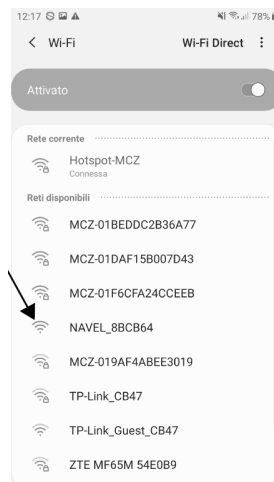 12:17 78%
Wi-Fi Wi-Fi Direct
Attivato
Rete corrente
Hotspot-MCZ
Connessa
Reti disponibili
MCZ-01BEDDC2B36A77
MCZ-01DAF15B007D43
MCZ-01F6CFA24CCEEB
NAVEL_8BCB64
MCZ-019AF4ABEE3019
TP-Link_CB47
TP-Link_Guest_CB47
ZTE MF65M 54E0B9